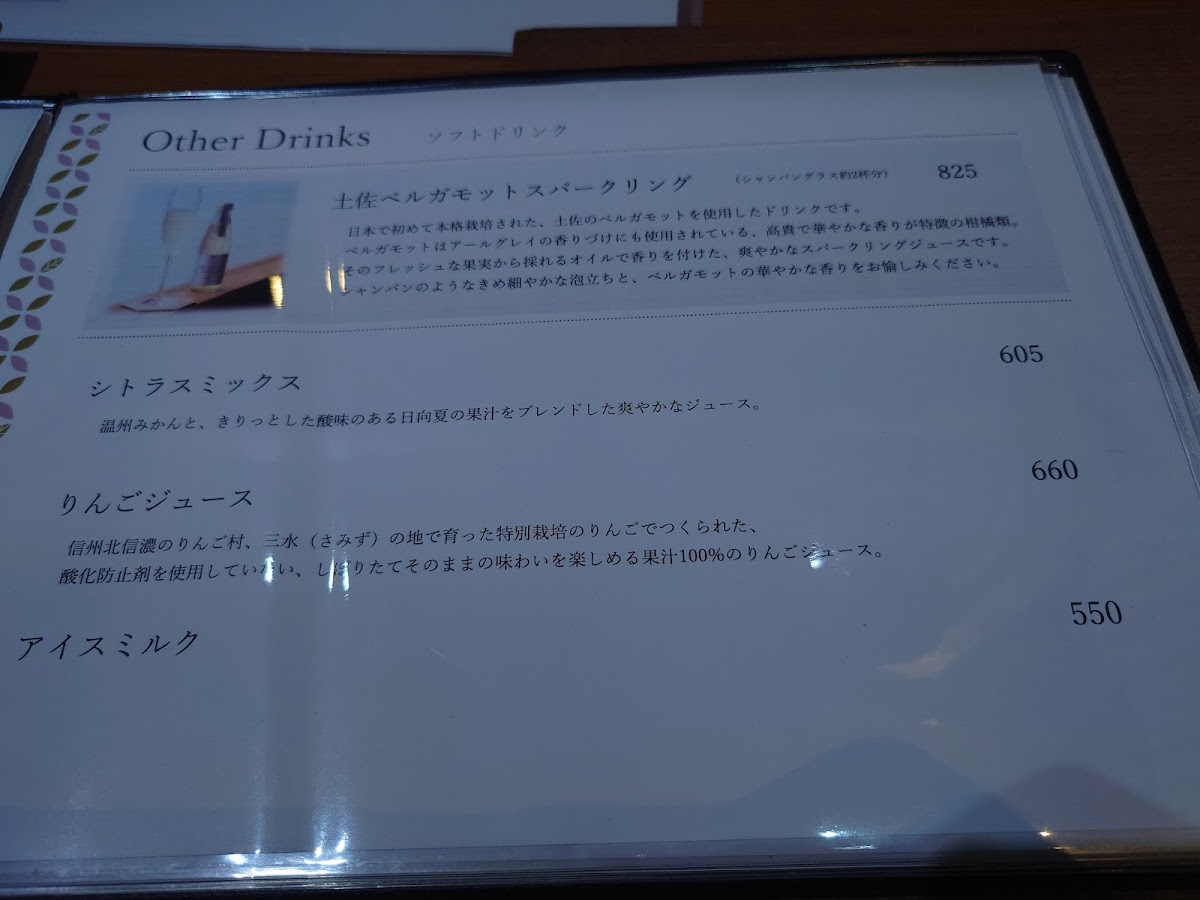 Other Drinks ソフトドリンク
土佐ベルガモットスパークリング （シャンパングラス約2杯分） 825
日本で初めて本格栽培された、土佐のベルガモットを使用したドリンクです。
ベルガモットはアールグレイの香りづけにも使用されている、高貴で華やかな香りが特徴の柑橘類。
そのフレッシュな果実から採れるオイルで香りを付けた、爽やかなスパークリングジュースです。
シャンパンのようなきめ細やかな泡立ちと、ベルガモットの華やかな香りをお愉しみください。
シトラスミックス 605
温州みかんと、きりっとした酸味のある日向夏の果汁をブレンドした爽やかなジュース。
りんごジュース 660
信州北信濃のりんご村、三水（さみず）の地で育った特別栽培のりんごでつくられた、
酸化防止剤を使用していない、しぼりたてそのままの味わいを楽しめる果汁100%のりんごジュース。
アイスミルク 550